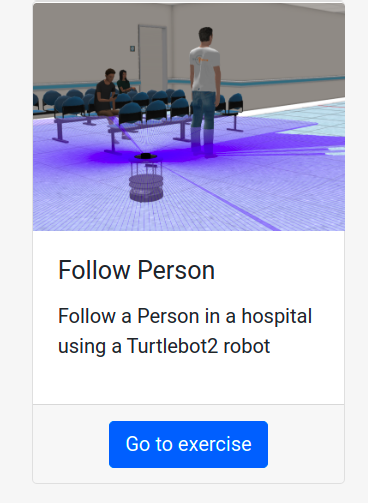 Follow Person
Follow a Person in a hospital
using a Turtlebot2 robot
Go to exercise